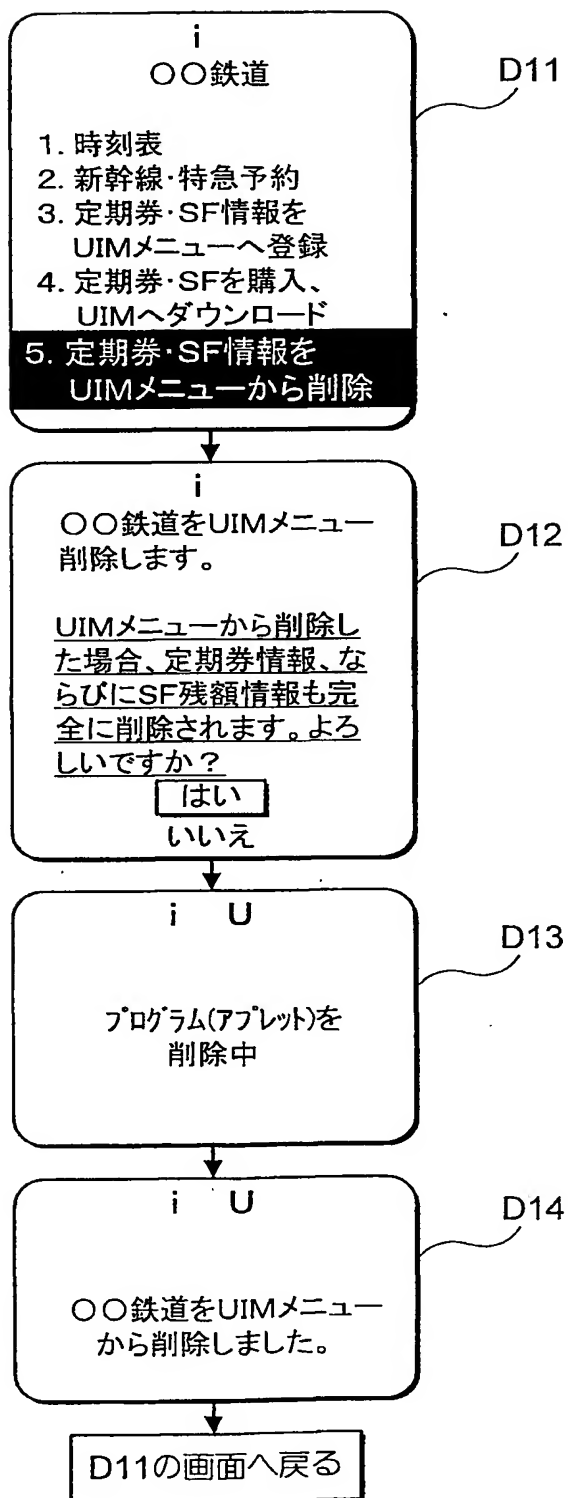 i
〇〇鉄道
D11
1. 時刻表
2. 新幹線・特急予約
3. 定期券・SF情報を
UIMメニューへ登録
4. 定期券・SFを購入、
UIMへダウンロード
5. 定期券・SF情報を
UIMメニューから削除
i
D12
〇〇鉄道をUIMメニュー
削除します。
UIMメニューから削除し
た場合、定期券情報、な
らびにSF残額情報も完
全に削除されます。よろ
しいですか?
はい
いいえ
i U
D13
プログラム(アプレット)を
削除中
i U
D14
〇〇鉄道をUIMメニュー
から削除しました。
D11の画面へ戻る